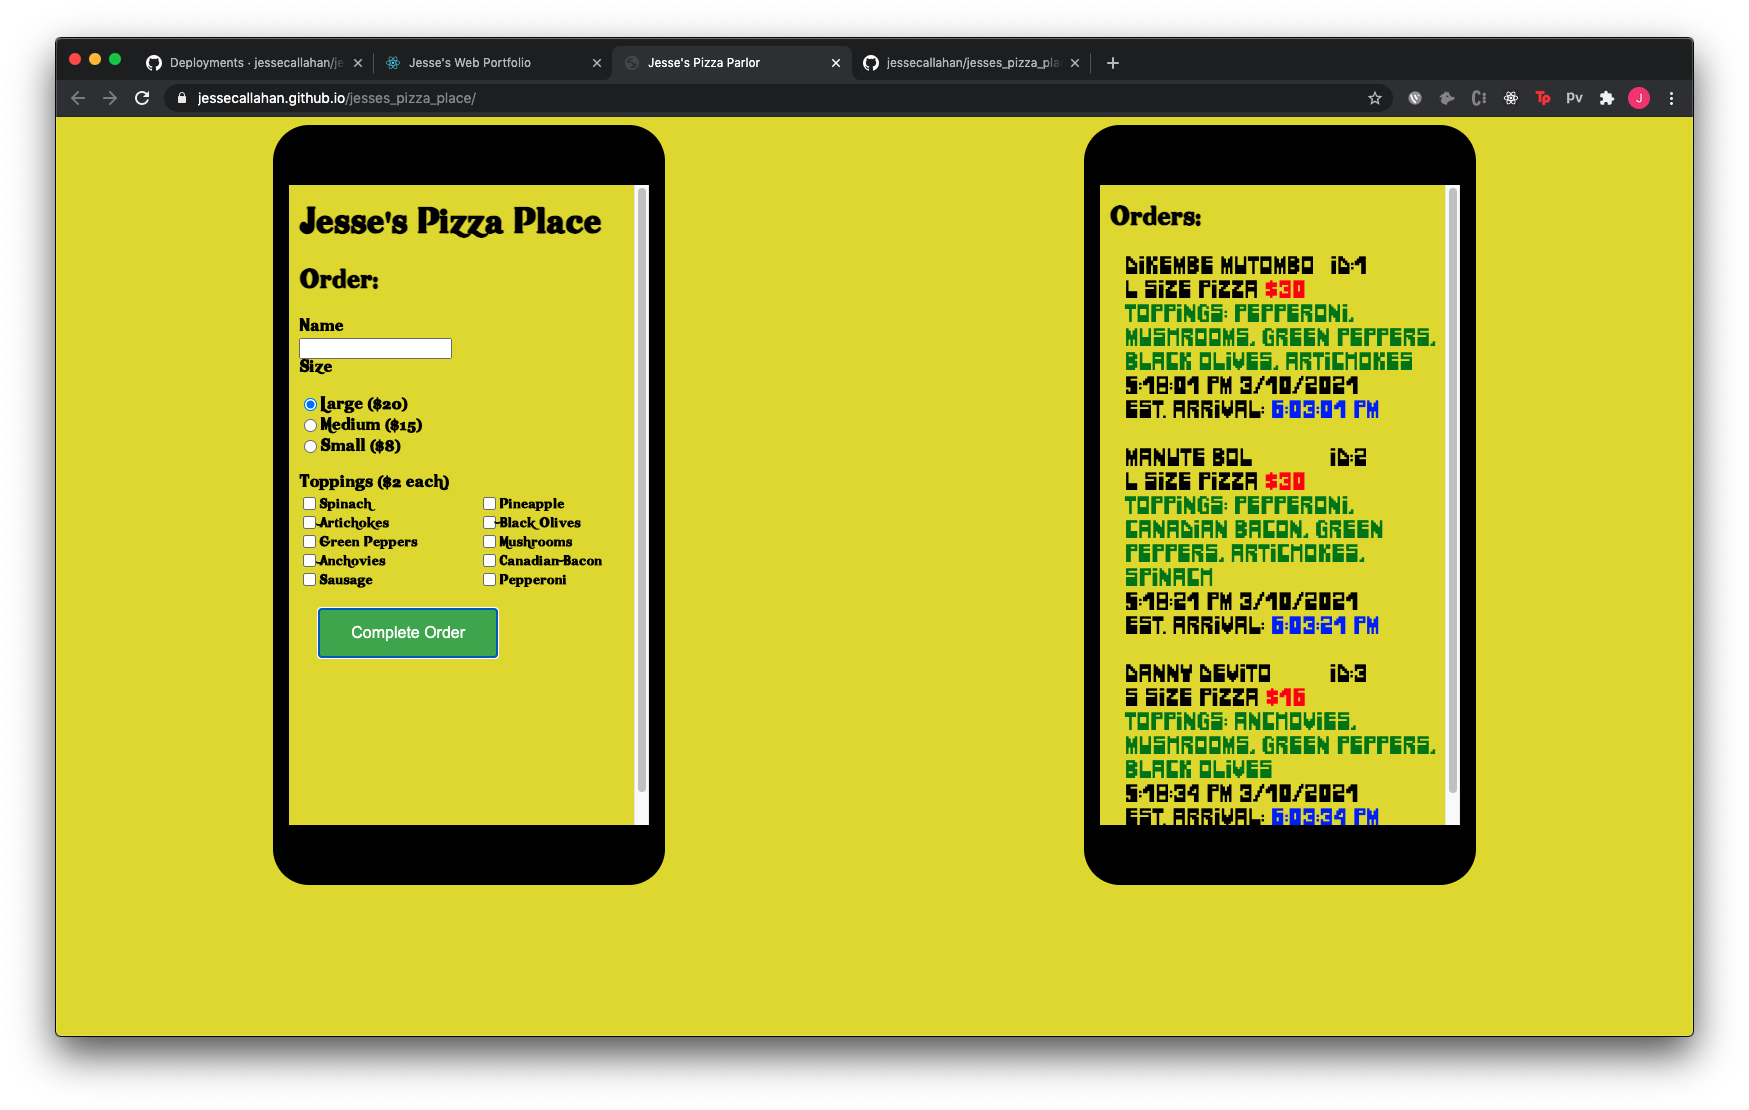 Deployments · jessecallahan/je
Jesse's Web Portfolio
Jesse's Pizza Parlor
jessecallahan/jesses_pizza_pla
jessecallahan.github.io/jesses_pizza_place/
Tp
Pv
J
Jesse's Pizza Place
Order:
Name
Size
Large ($20)
Medium ($15)
Small ($8)
Toppings ($2 each)
Spinach
Pineapple
Artichokes
Black Olives
Green Peppers
Mushrooms
Anchovies
Canadian-Bacon
Sausage
Pepperoni
Complete Order
Orders:
DiKEMBE MUTOMBO iD:1
L SiZE PiZZA $30
TOPPiNGS: PEPPERONi,
MUSHROOMS, GREEN PEPPERS,
BLACK OLiVES, ARTiCHOKES
5:18:01 PM 3/10/2021
EST. ARRiVAL: 6:03:01 PM
MANUTE BOL iD:2
L SiZE PiZZA $30
TOPPiNGS: PEPPERONi,
CANADiAN BACON, GREEN
PEPPERS, ARTiCHOKES,
SPiNACH
5:18:21 PM 3/10/2021
EST. ARRiVAL: 6:03:21 PM
DANNY DEViTO iD:3
S SiZE PiZZA $16
TOPPiNGS: ANCHOViES,
MUSHROOMS, GREEN PEPPERS,
BLACK OLiVES
5:18:34 PM 3/10/2021
EST. ARRiVAL: 6:03:34 PM